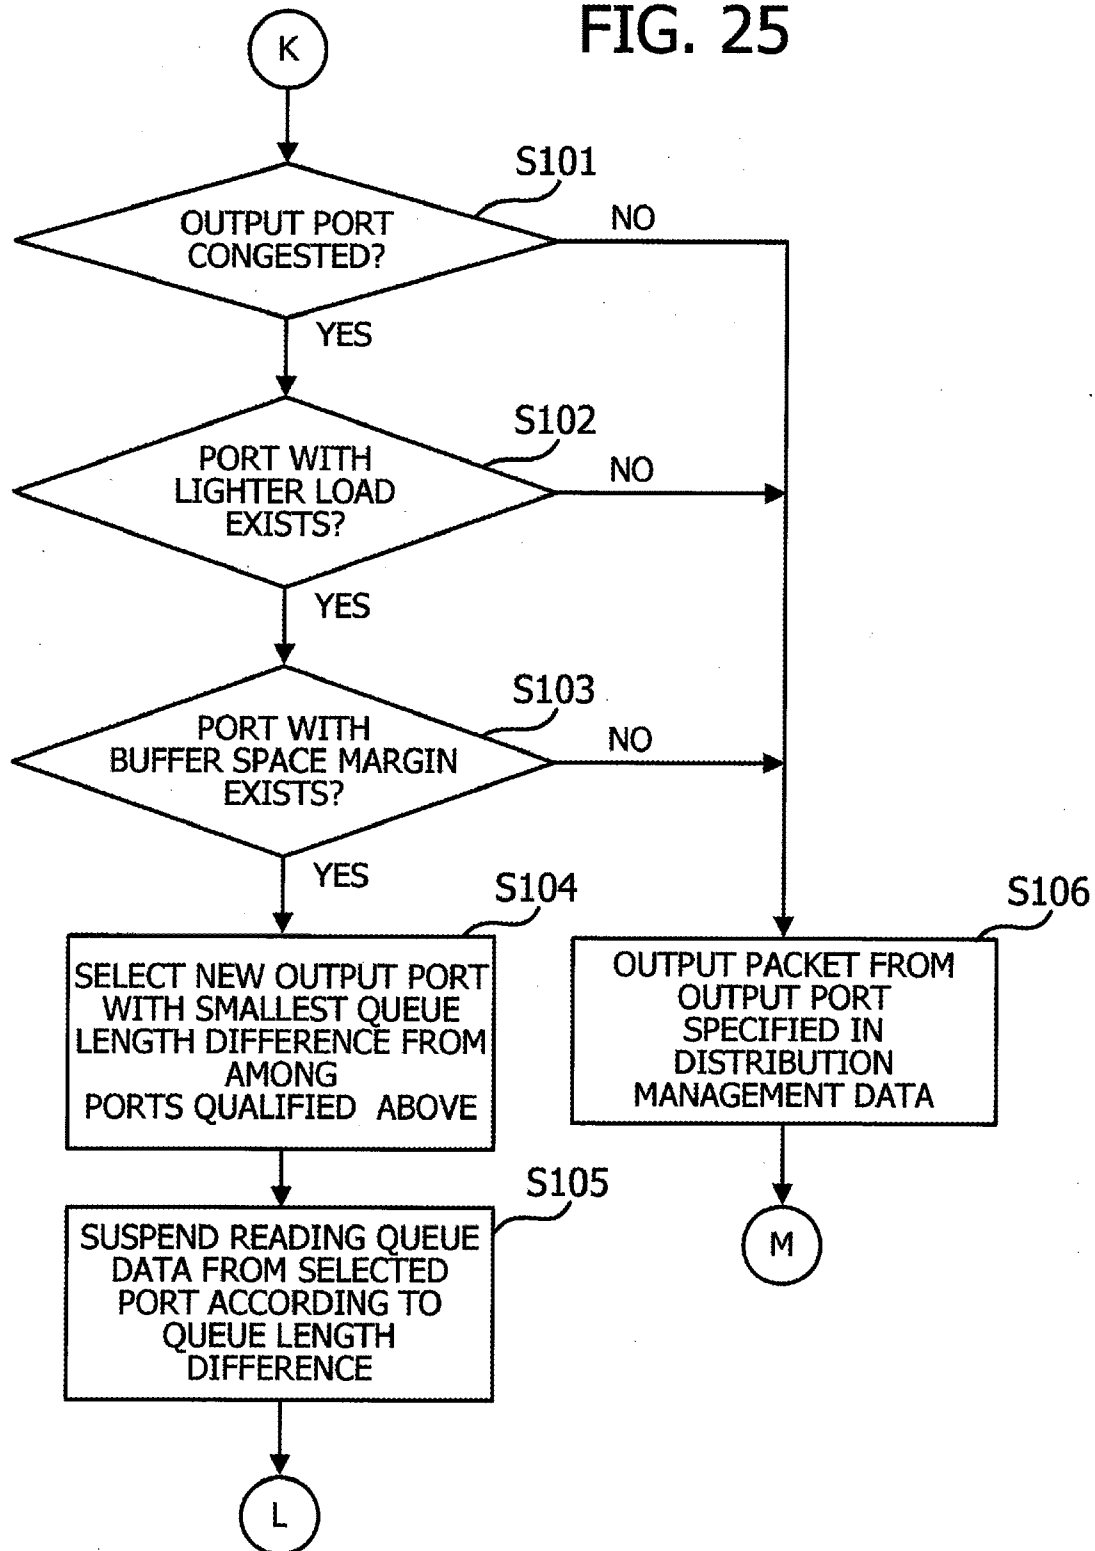 FIG. 25
K
S101
OUTPUT PORT
CONGESTED?
NO
YES
S102
PORT WITH
LIGHTER LOAD
EXISTS?
NO
YES
S103
PORT WITH
BUFFER SPACE MARGIN
EXISTS?
NO
YES
S104
SELECT NEW OUTPUT PORT
WITH SMALLEST QUEUE
LENGTH DIFFERENCE FROM
AMONG
PORTS QUALIFIED ABOVE
S106
OUTPUT PACKET FROM
OUTPUT PORT
SPECIFIED IN
DISTRIBUTION
MANAGEMENT DATA
S105
SUSPEND READING QUEUE
DATA FROM SELECTED
PORT ACCORDING TO
QUEUE LENGTH
DIFFERENCE
M
L